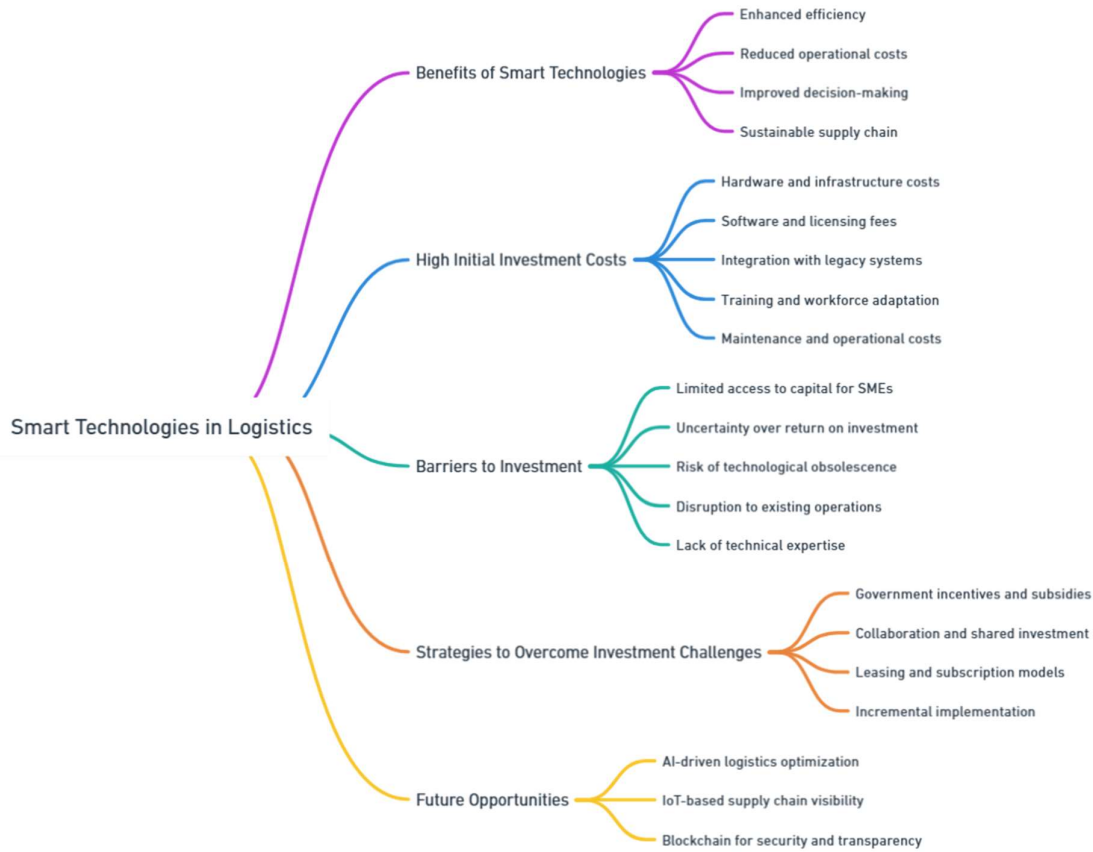 Smart Technologies in Logistics
Benefits of Smart Technologies
Enhanced efficiency
Reduced operational costs
Improved decision-making
Sustainable supply chain
High Initial Investment Costs
Hardware and infrastructure costs
Software and licensing fees
Integration with legacy systems
Training and workforce adaptation
Maintenance and operational costs
Barriers to Investment
Limited access to capital for SMEs
Uncertainty over return on investment
Risk of technological obsolescence
Disruption to existing operations
Lack of technical expertise
Strategies to Overcome Investment Challenges
Government incentives and subsidies
Collaboration and shared investment
Leasing and subscription models
Incremental implementation
Future Opportunities
AI-driven logistics optimization
IoT-based supply chain visibility
Blockchain for security and transparency